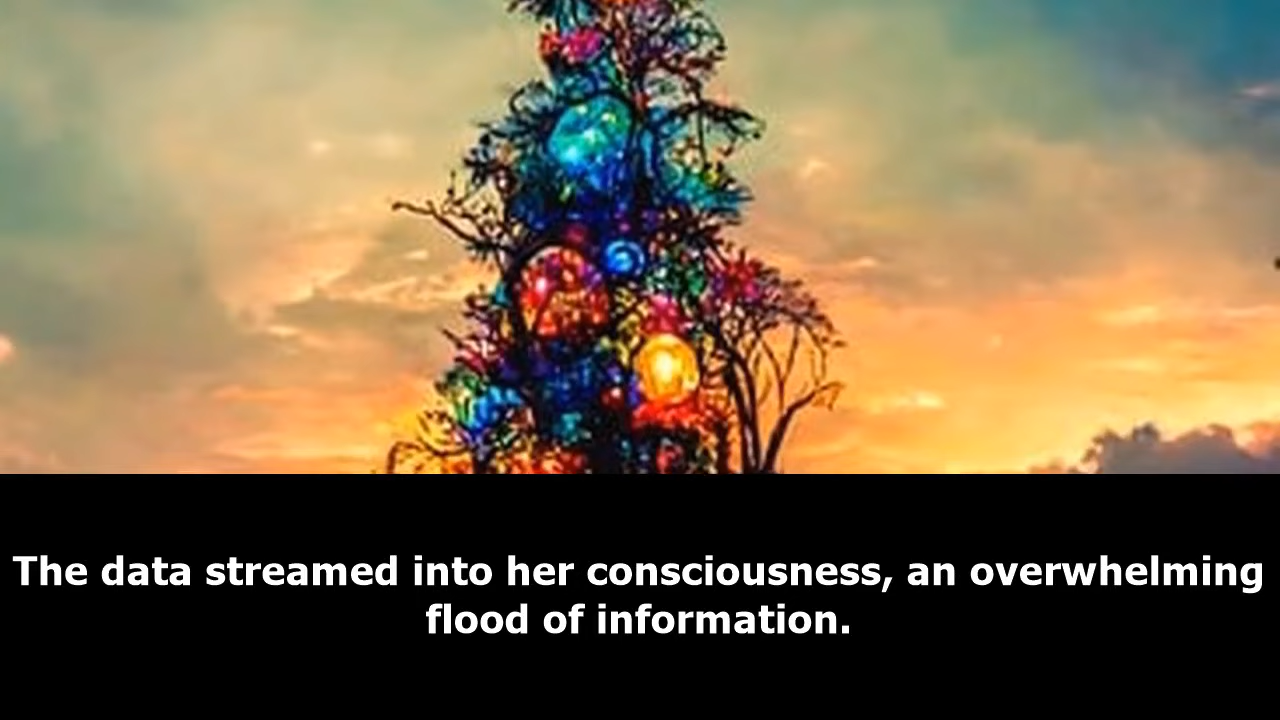 The data streamed into her consciousness, an overwhelming
flood of information.